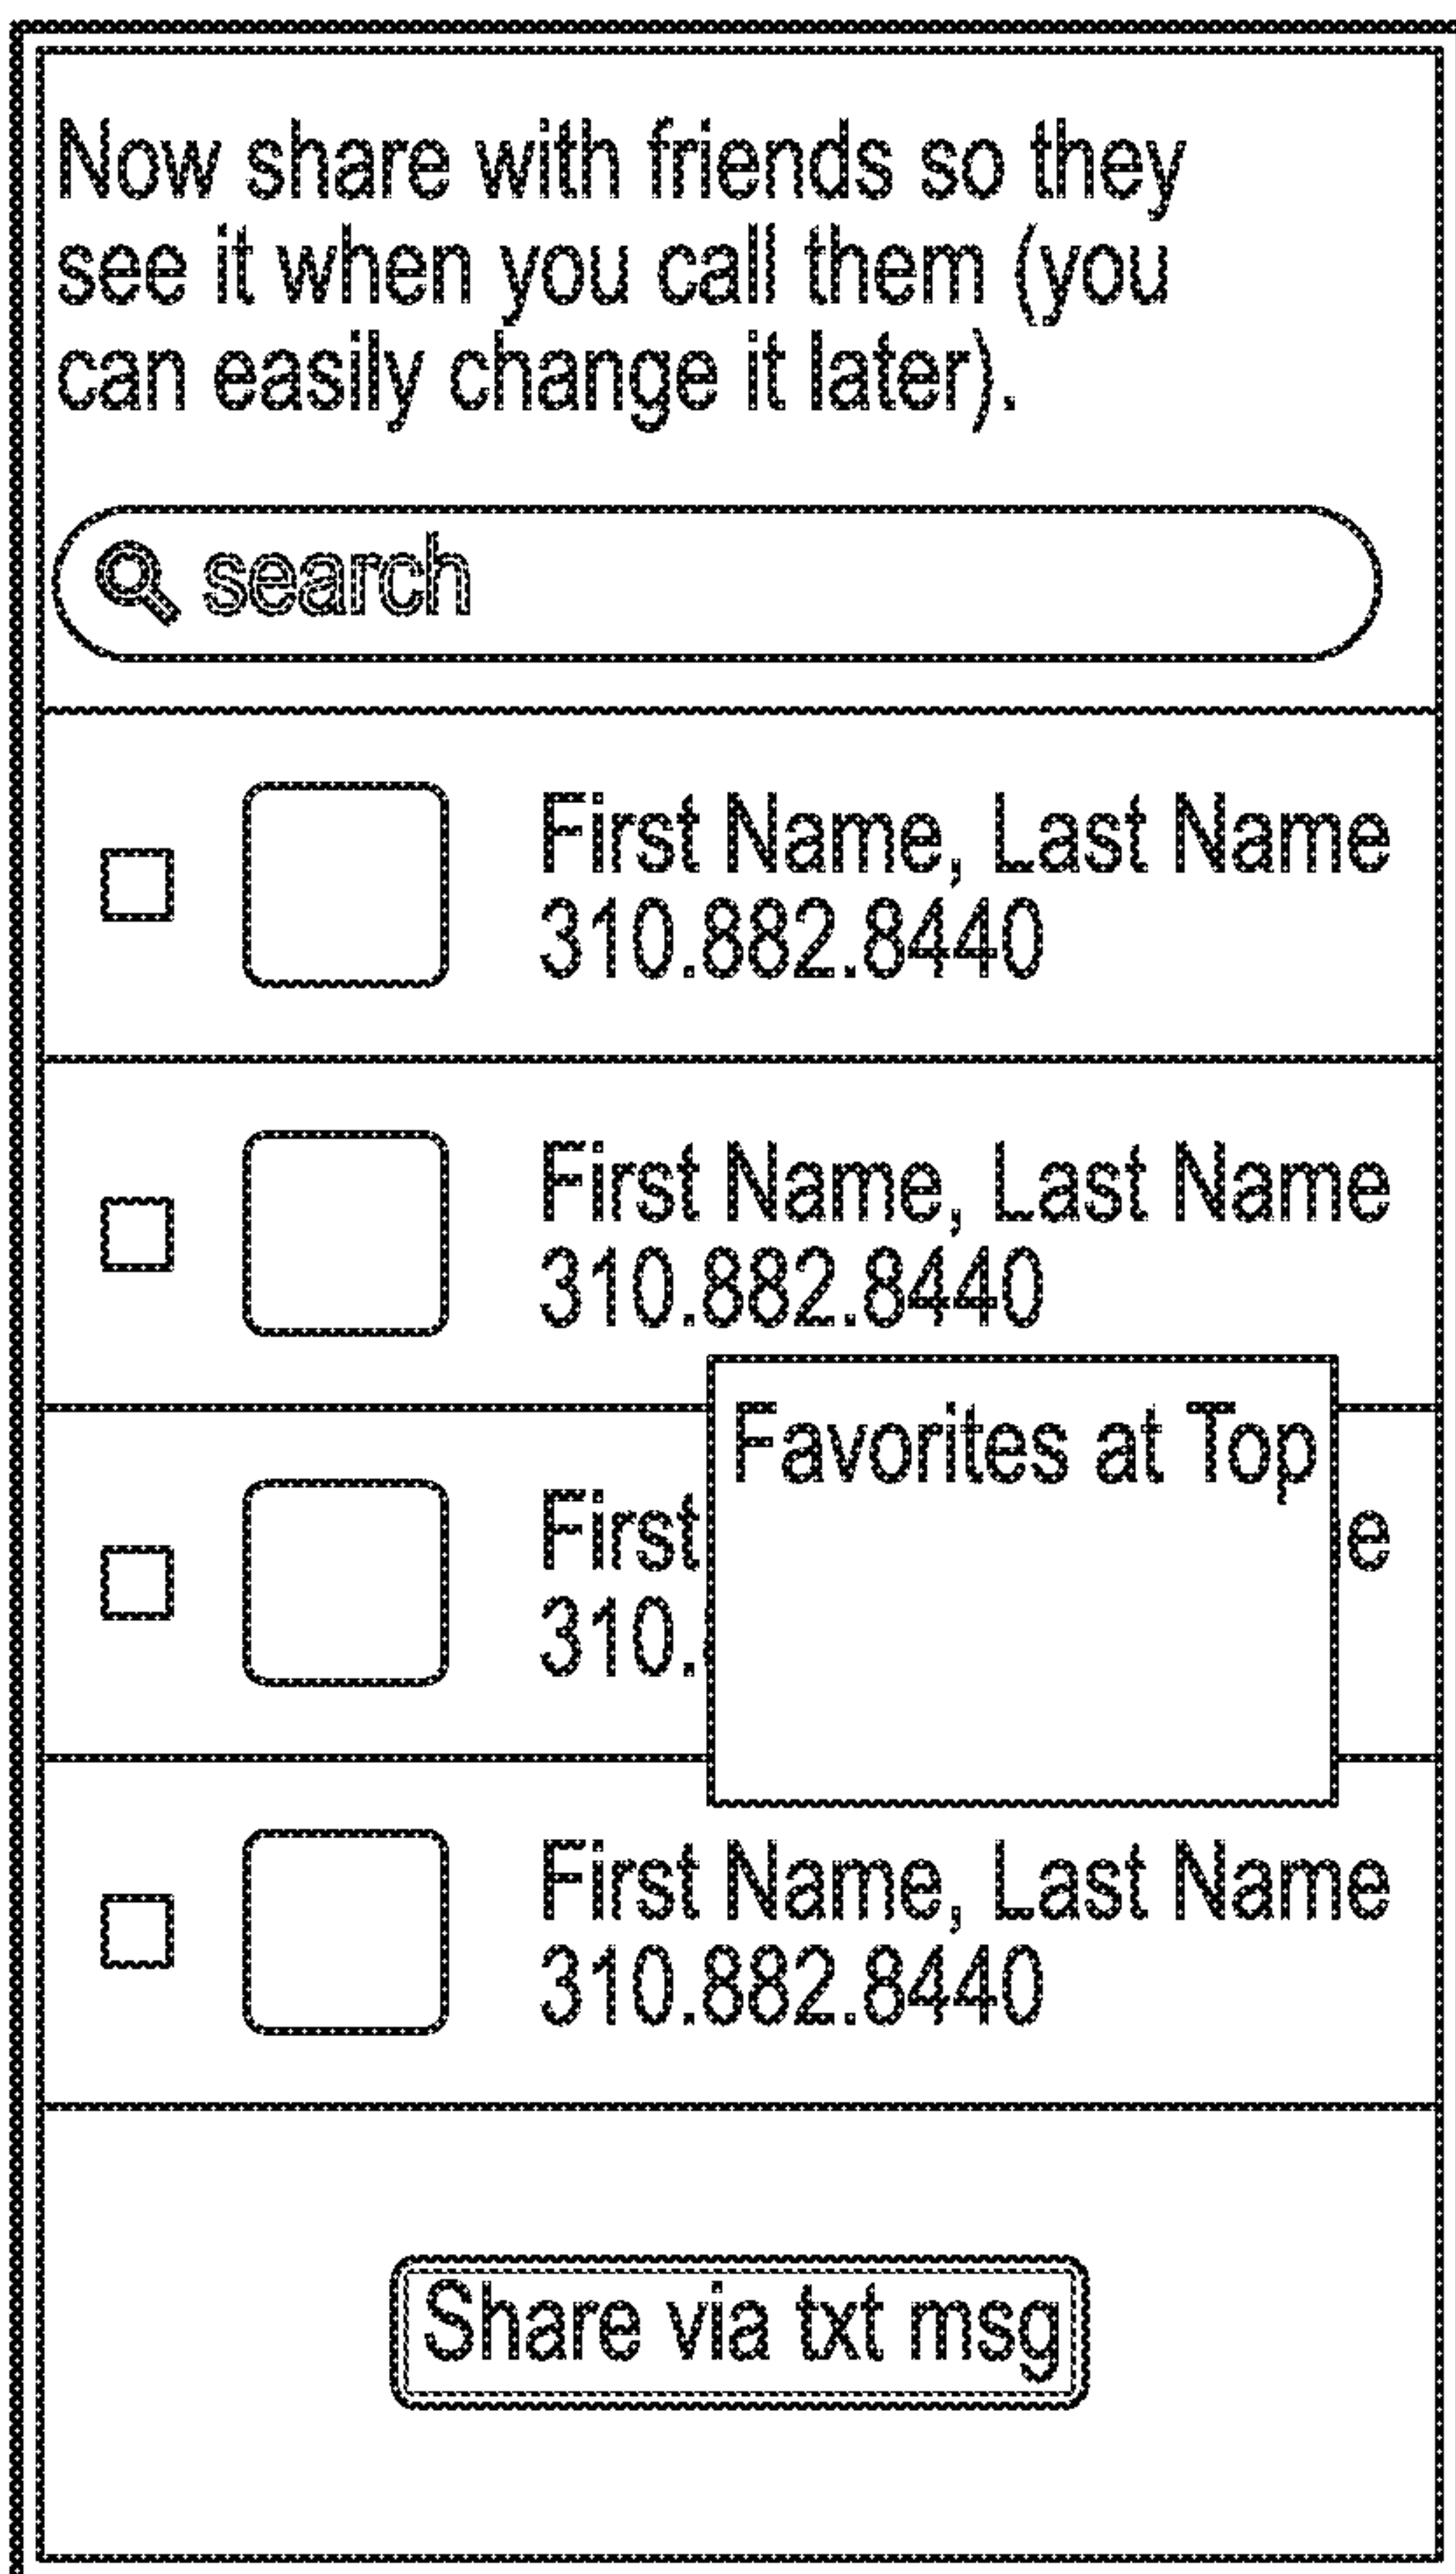 Now share with friends so they
see it when you call them (you
can easily change it later).
search
First Name, Last Name
310.882.8440
First Name, Last Name
310.882.8440
Favorites at Top
First
310.
First Name, Last Name
310.882.8440
Share via txt msg